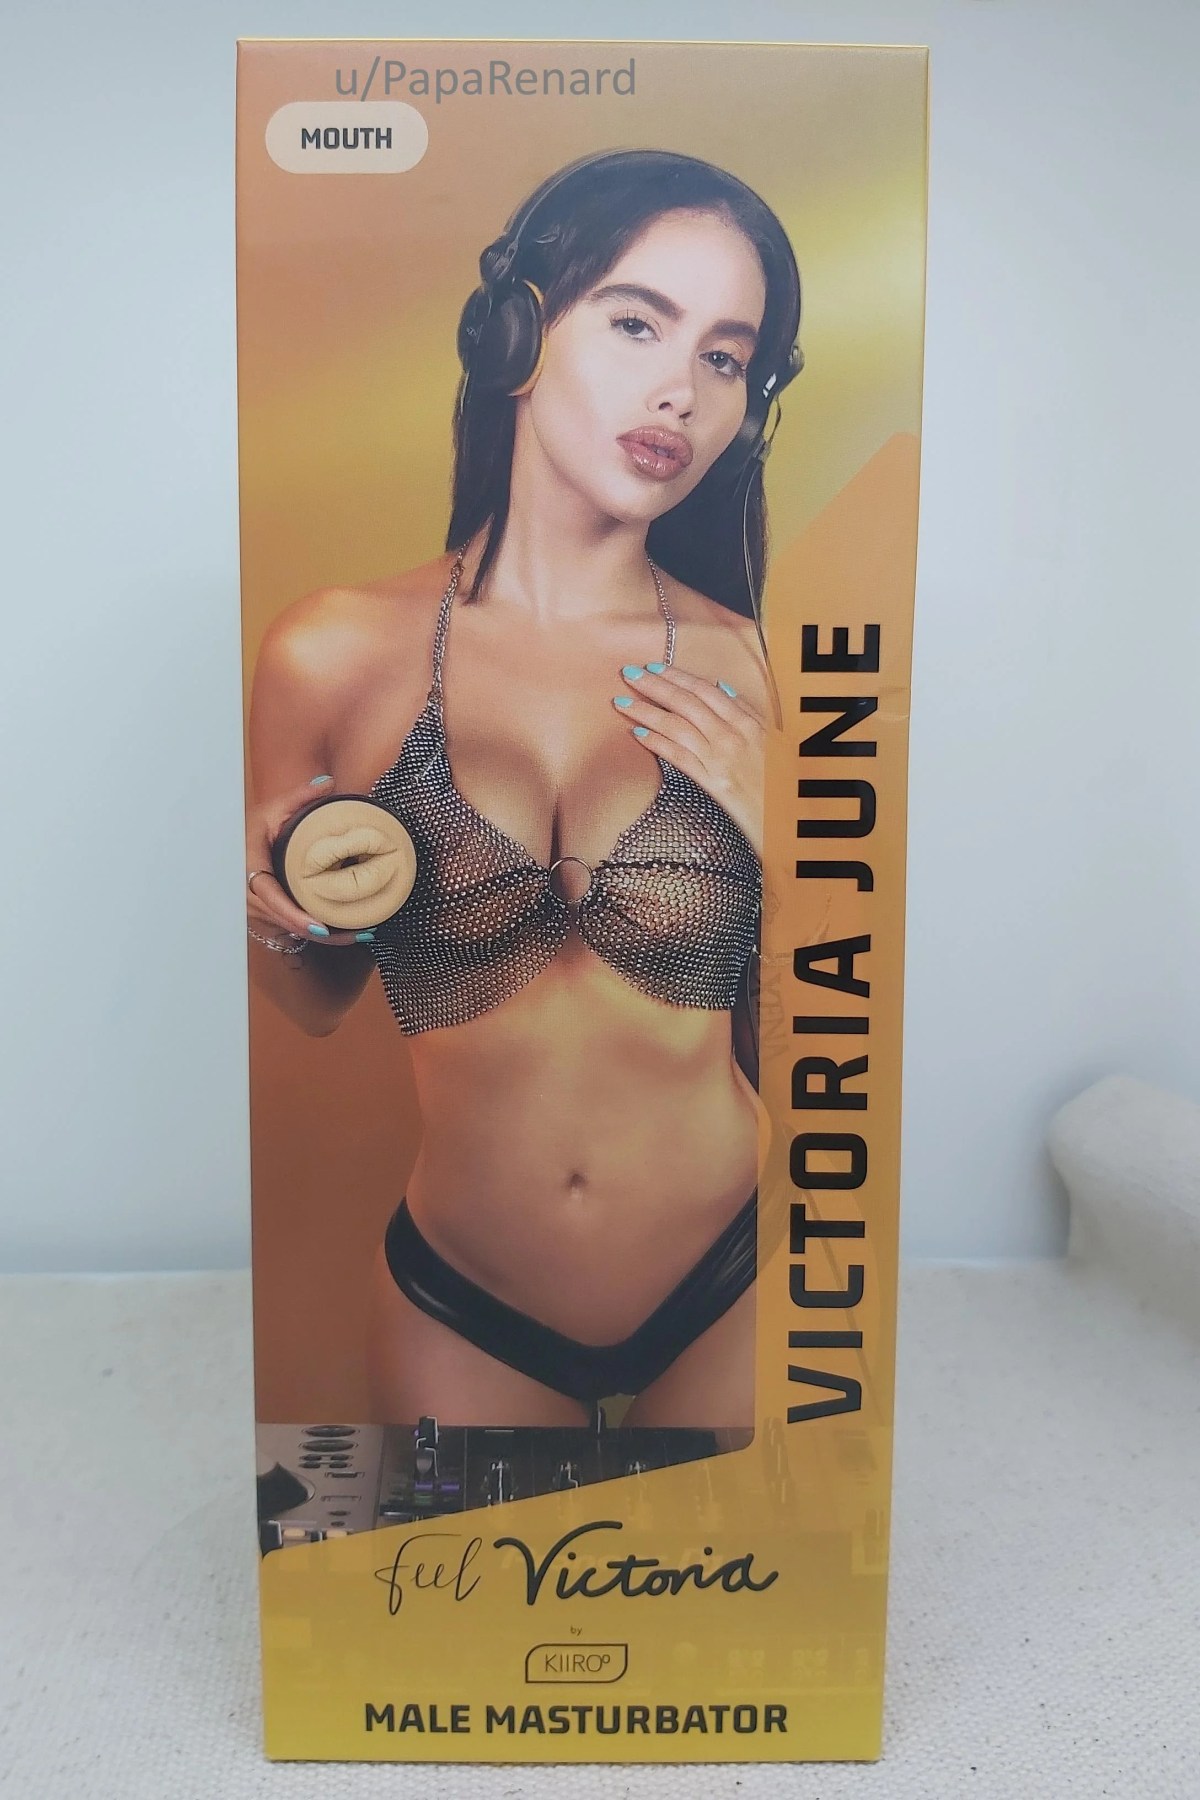 u/PapaRenard
MOUTH
VICTORIA JUNE
feel Victoria
by
KIIROO
MALE MASTURBATOR